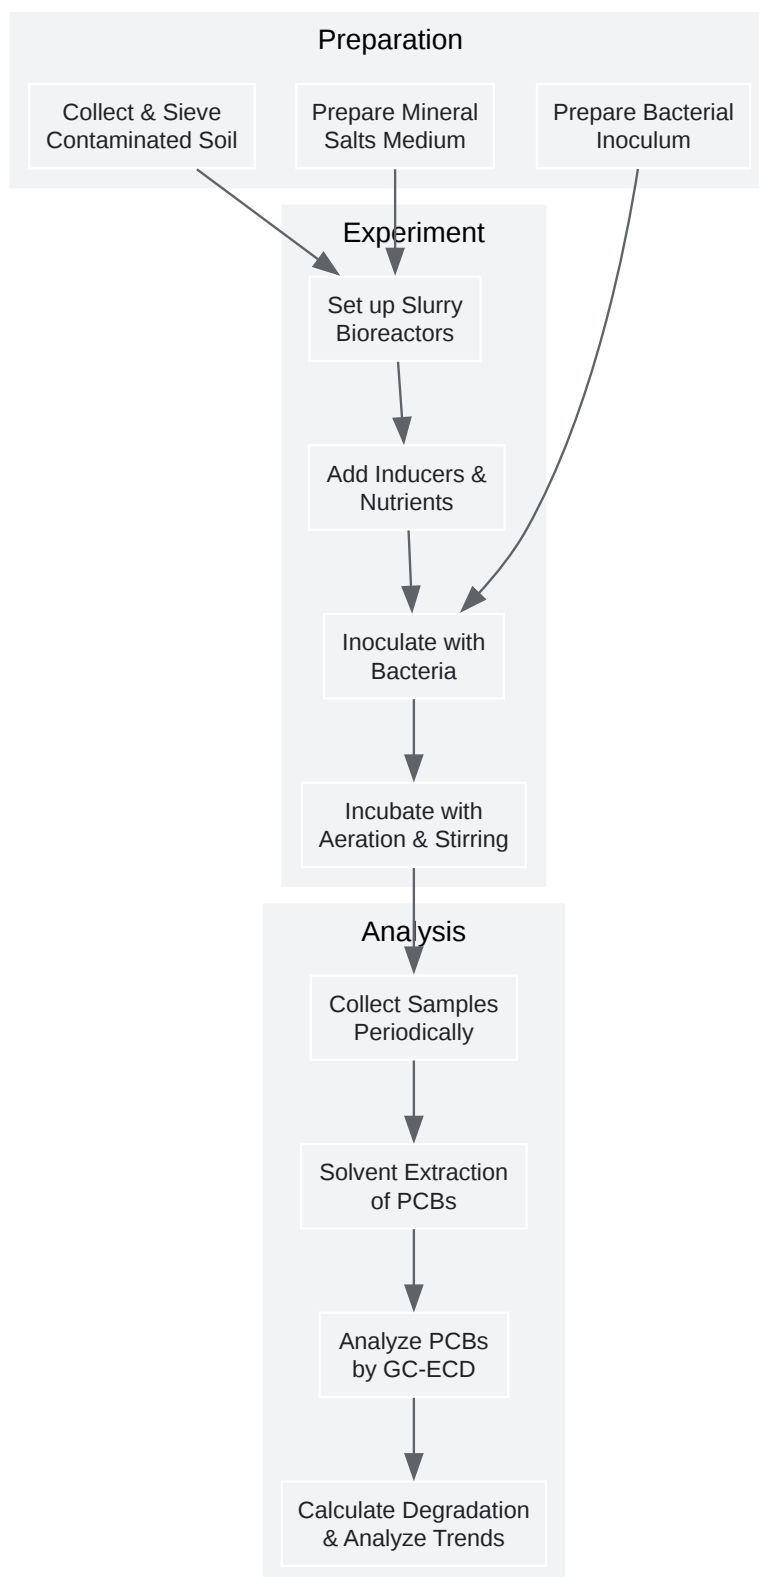 Preparation
Collect & Sieve
Contaminated Soil
Prepare Mineral
Salts Medium
Prepare Bacterial
Inoculum
Experiment
Set up Slurry
Bioreactors
Add Inducers &
Nutrients
Inoculate with
Bacteria
Incubate with
Aeration & Stirring
Analysis
Collect Samples
Periodically
Solvent Extraction
of PCBs
Analyze PCBs
by GC-ECD
Calculate Degradation
& Analyze Trends